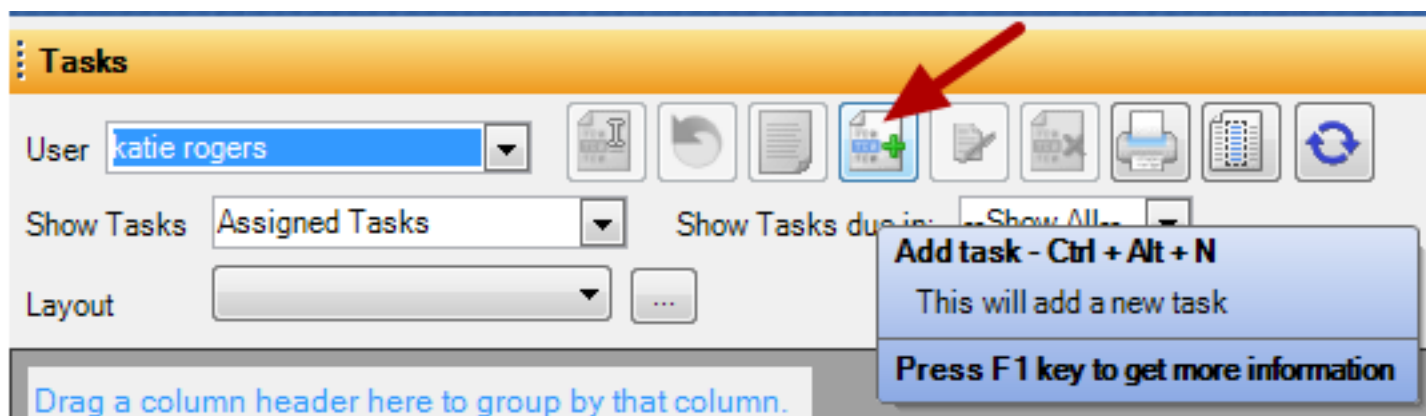 Tasks
User katie rogers
Show Tasks Assigned Tasks Show Tasks due in: --Show All--
Add task - Ctrl + Alt + N
This will add a new task
Layout ...
Press F1 key to get more information
Drag a column header here to group by that column.